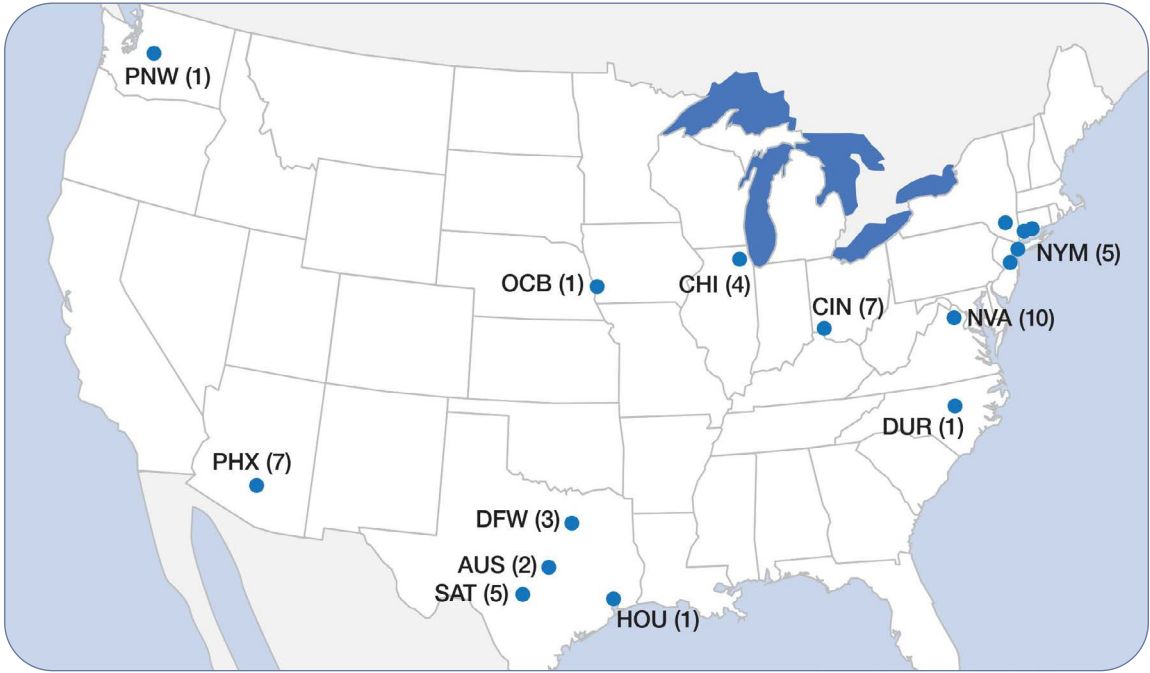 PNW (1)
OCB (1)
CHI (4)
NYM (5)
CIN (7)
NVA (10)
DUR (1)
PHX (7)
DFW (3)
AUS (2)
SAT (5)
HOU (1)